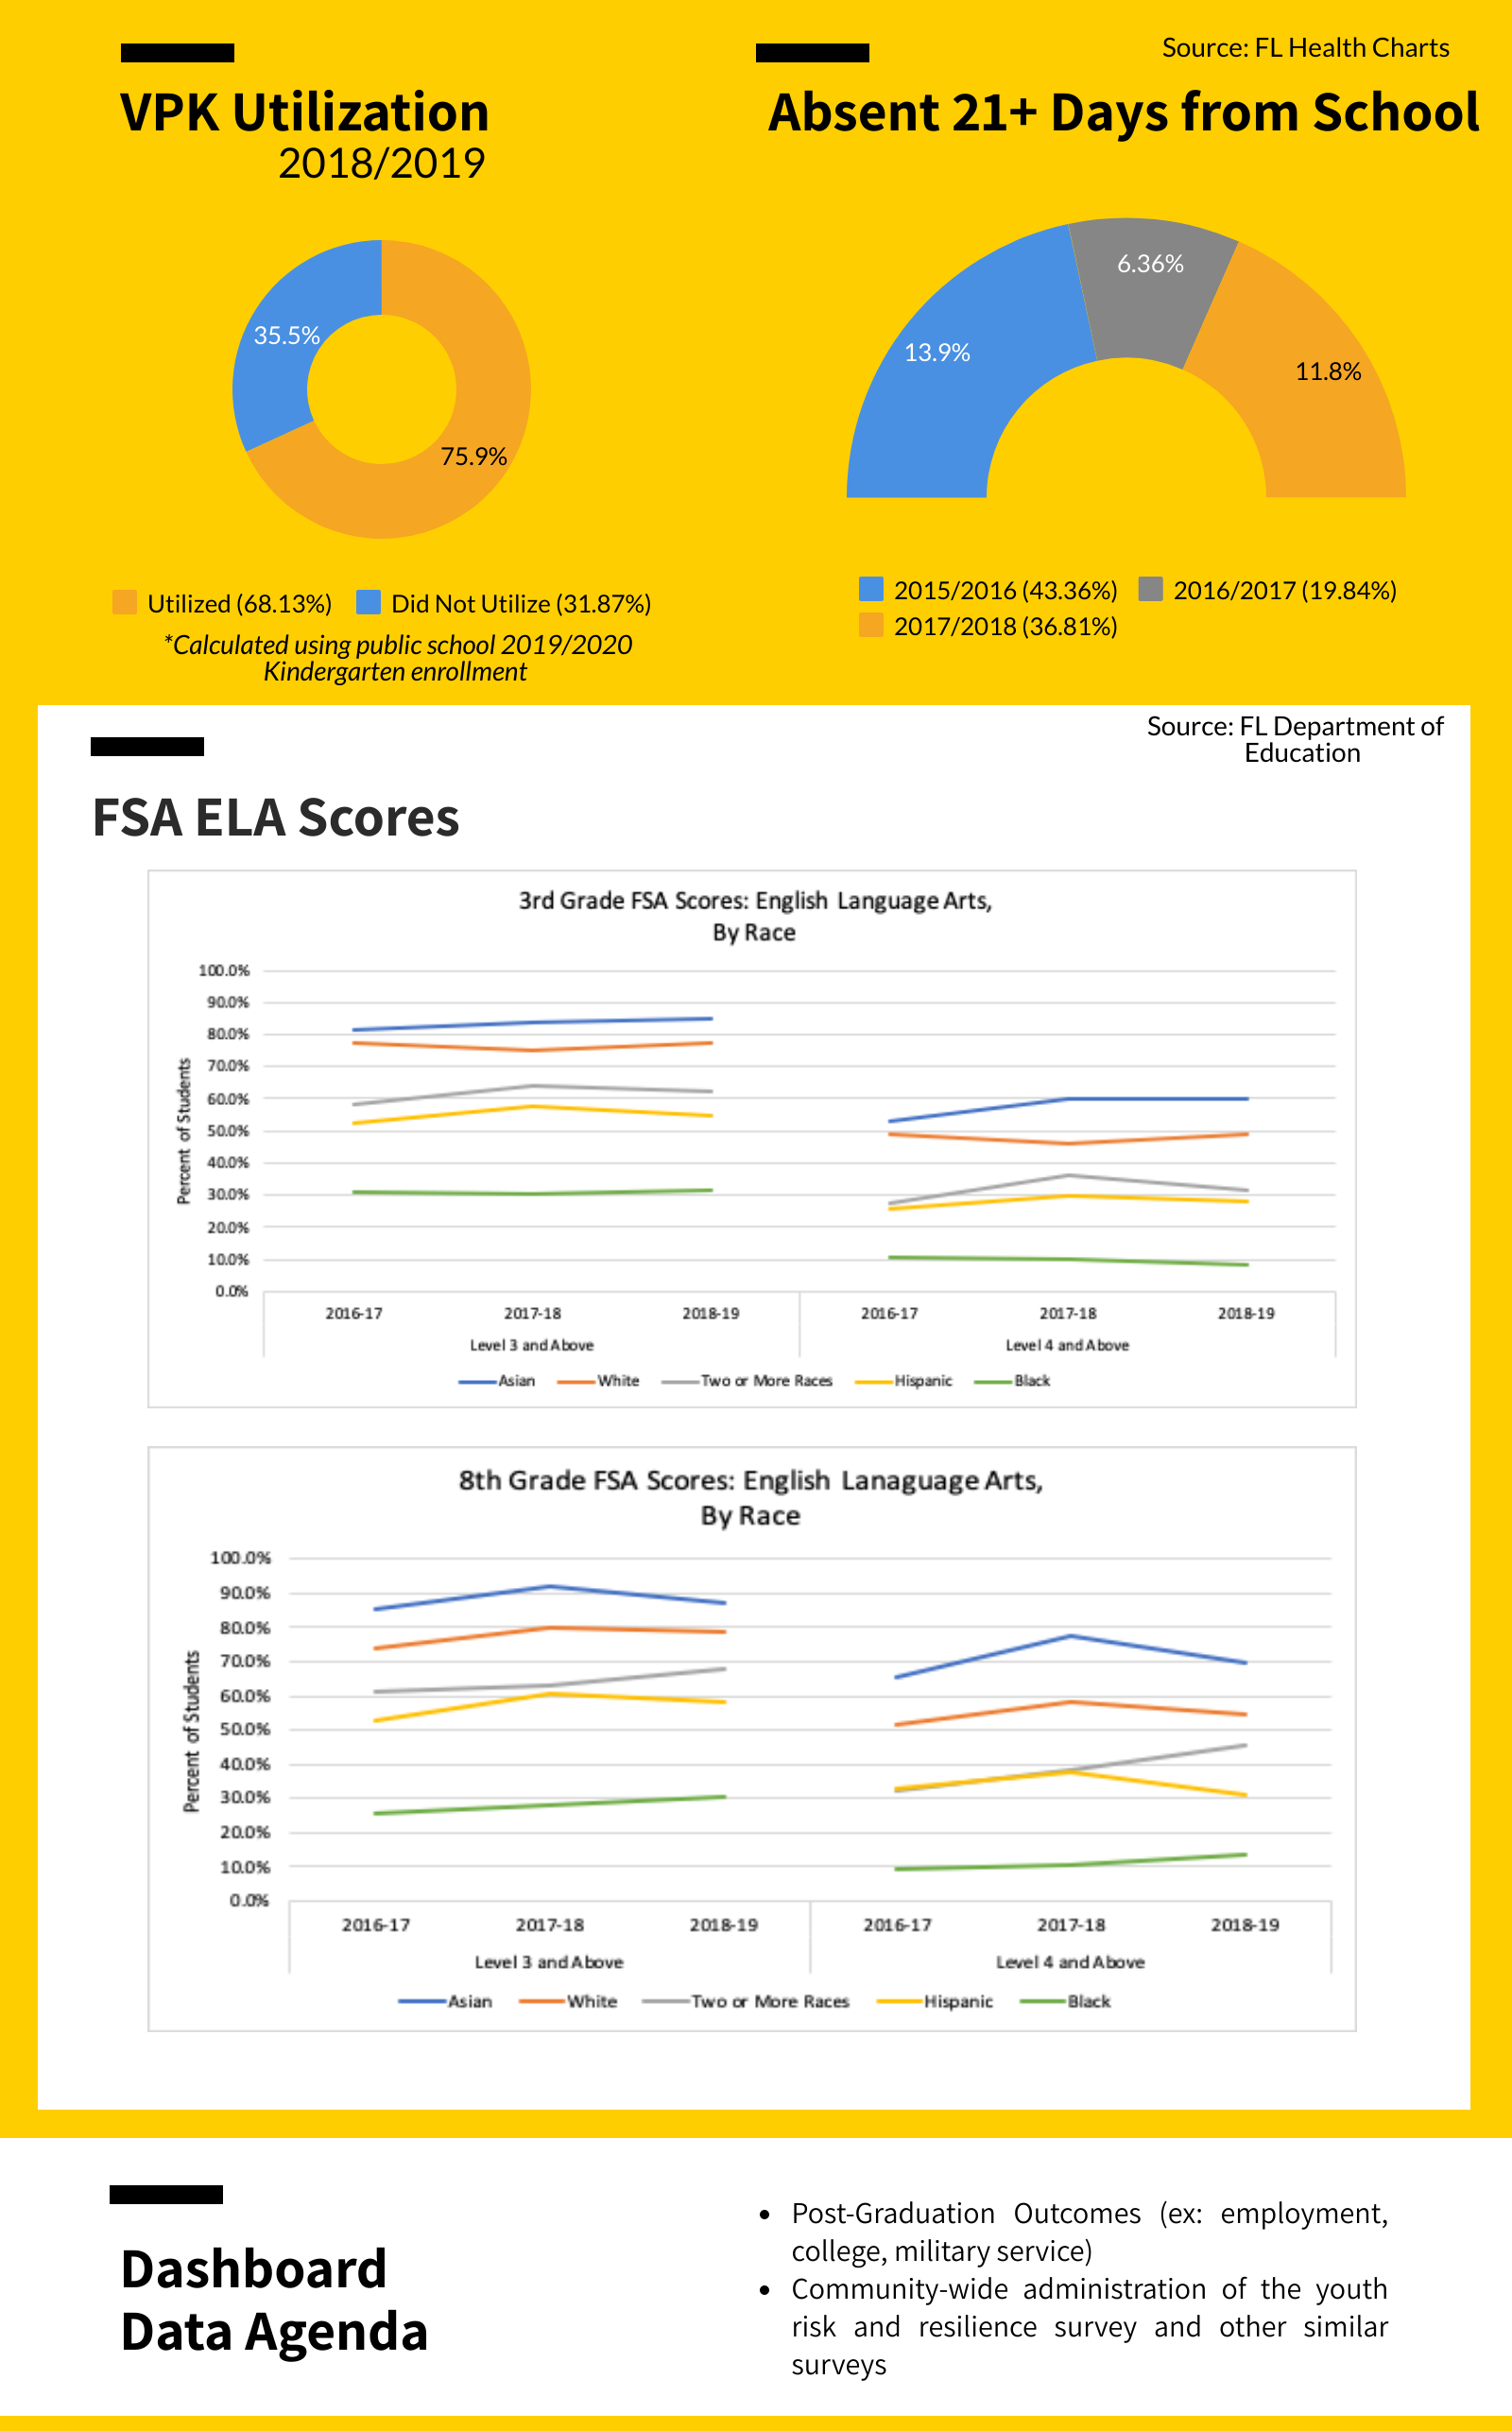 VPK Utilization
2018/2019
35.5%
75.9%
Utilized (68.13%) Did Not Utilize (31.87%)
*Calculated using public school 2019/2020
Kindergarten enrollment
Source: FL Health Charts
Absent 21+ Days from School
13.9%
6.36%
11.8%
2015/2016 (43.36%) 2016/2017 (19.84%)
2017/2018 (36.81%)
Source: FL Department of
Education
FSA ELA Scores
3rd Grade FSA Scores: English Language Arts,
By Race
Percent of Students
100.0%
90.0%
80.0%
70.0%
60.0%
50.0%
40.0%
30.0%
20.0%
10.0%
0.0%
2016-17 2017-18 2018-19 2016-17 2017-18 2018-19
Level 3 and Above Level 4 and Above
Asian White Two or More Races Hispanic Black
8th Grade FSA Scores: English Lanaguage Arts,
By Race
Percent of Students
100.0%
90.0%
80.0%
70.0%
60.0%
50.0%
40.0%
30.0%
20.0%
10.0%
0.0%
2016-17 2017-18 2018-19 2016-17 2017-18 2018-19
Level 3 and Above Level 4 and Above
Asian White Two or More Races Hispanic Black
Dashboard
Data Agenda
• Post-Graduation Outcomes (ex: employment,
college, military service)
• Community-wide administration of the youth
risk and resilience survey and other similar
surveys